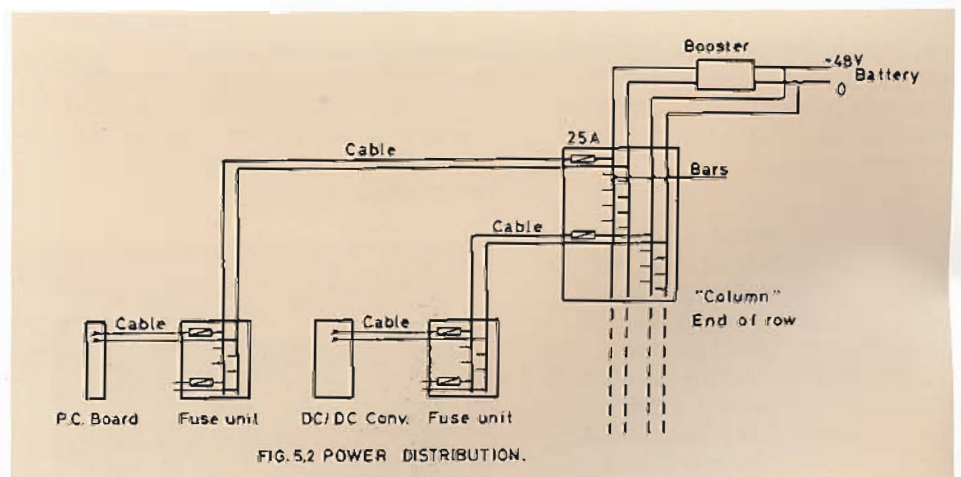 Booster
-48V
Battery
0
25A
Cable
Bars
Cable
"Column"
End of row
Cable
Cable
P.C. Board
Fuse unit
DC/DC Conv.
Fuse unit
FIG. 5,2 POWER DISTRIBUTION.